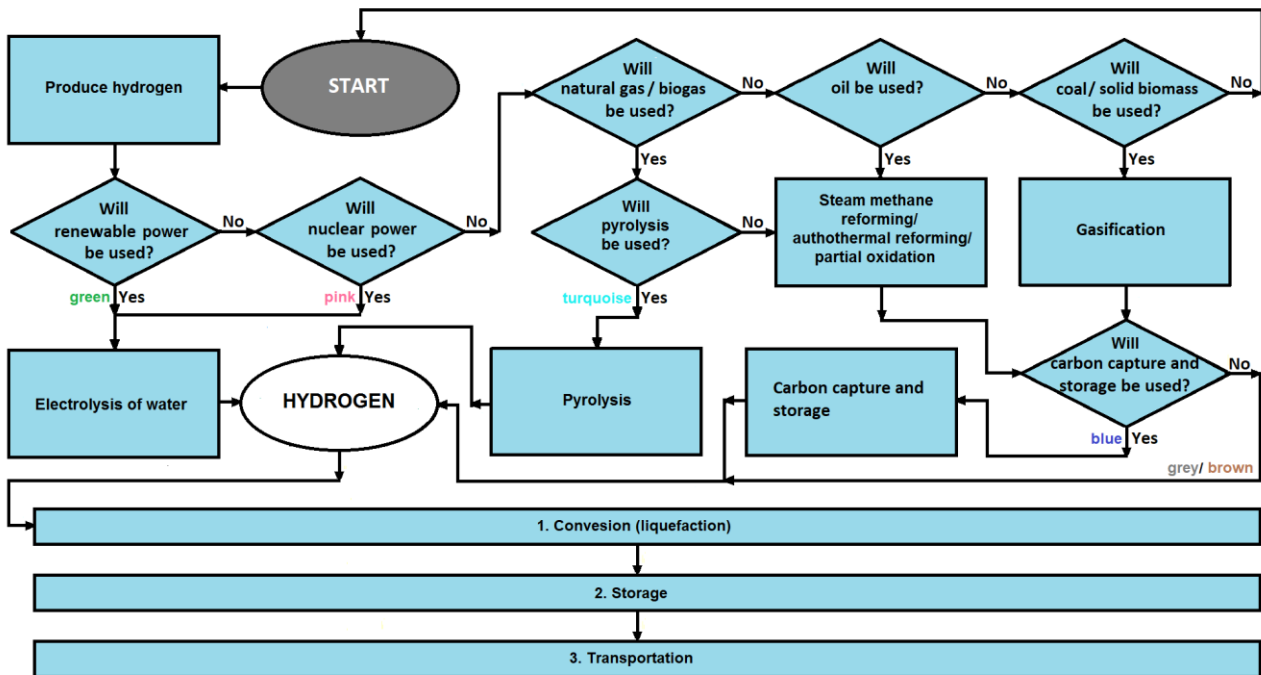 START
Produce hydrogen
Will
renewable power
be used?
No
green
Yes
Will
nuclear power
be used?
No
pink
Yes
Will
natural gas / biogas
be used?
No
Yes
Will
oil be used?
No
Yes
Will
coal/ solid biomass
be used?
No
Yes
Will
pyrolysis
be used?
No
turquoise
Yes
Steam methane
reforming/
authothermal reforming/
partial oxidation
Gasification
Will
carbon capture and
storage be used?
No
blue
Yes
grey/ brown
Electrolysis of water
HYDROGEN
Pyrolysis
Carbon capture and
storage
1. Convesion (liquefaction)
2. Storage
3. Transportation